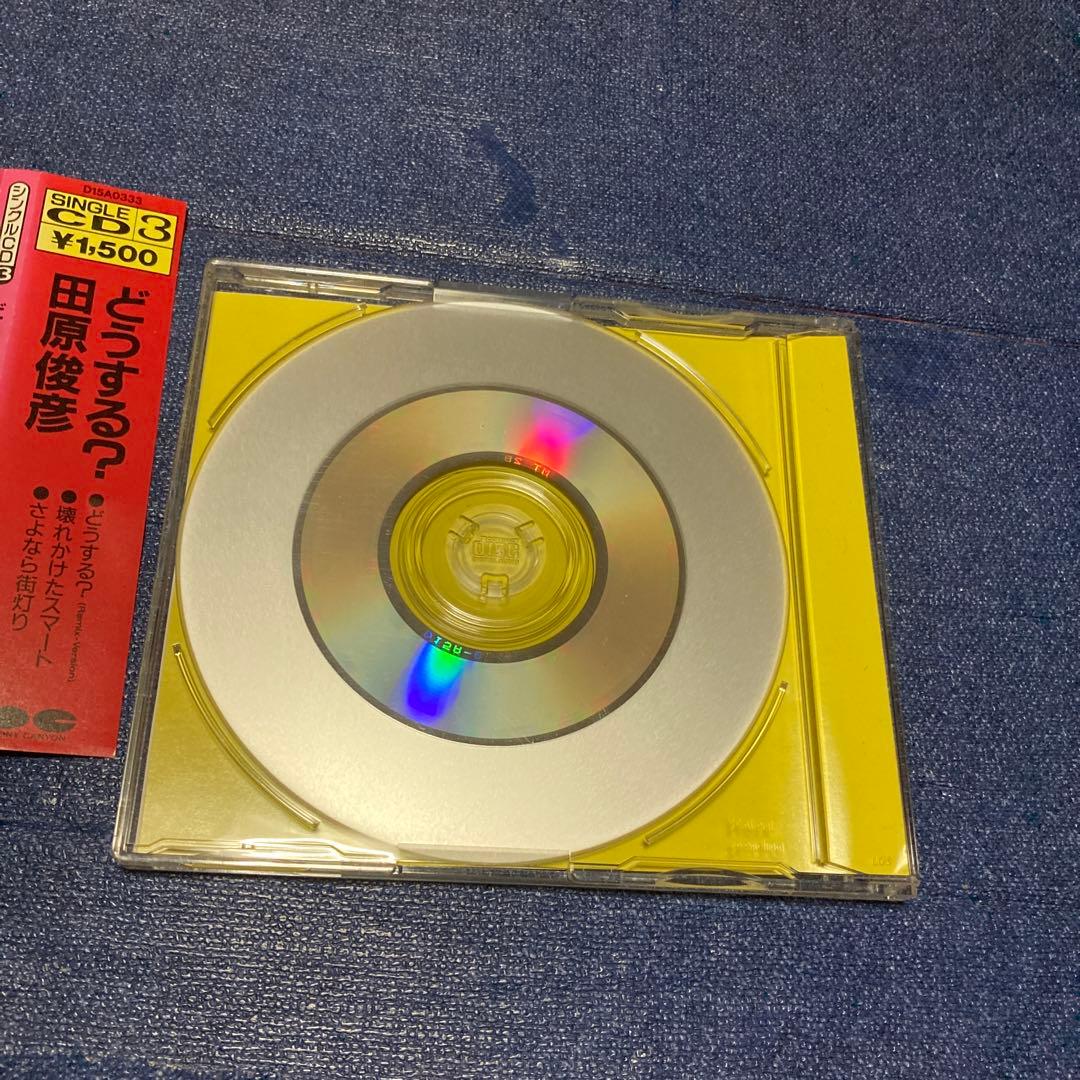 D15A0333
SINGLE
CD 3
¥1,500
シングルCD3
どうする?
田原俊彦
●どうする? (Remix・Version)
●壊れかけたスマート
●さよなら街灯り
ONY CANYON
DISC